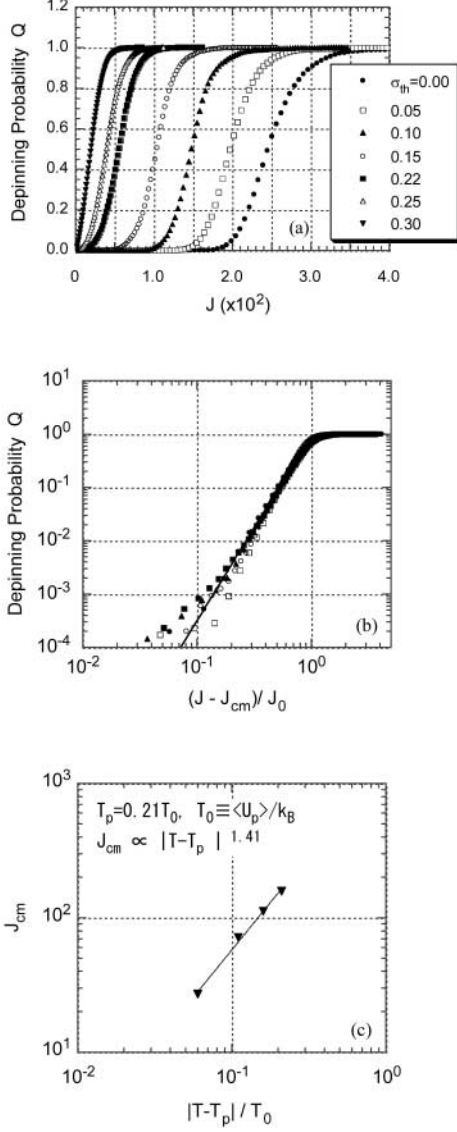 Depinning Probability Q
1.2
1.0
0.8
0.6
0.4
0.2
0.0
0 1.0 2.0 3.0 4.0
J (x10²)
(a)
σth=0.00
0.05
0.10
0.15
0.22
0.25
0.30
Depinning Probability Q
10¹
10⁰
10⁻¹
10⁻²
10⁻³
10⁻⁴
10⁻² 10⁻¹ 10⁰
(J - Jcm)/ J0
(b)
Jcm
10³
10²
10¹
Tp=0.21T0, T0≡<Up>/kB
Jcm ∝ |T-Tp | 1.41
(c)
10⁻² 10⁻¹ 10⁰
|T-Tp| / T0